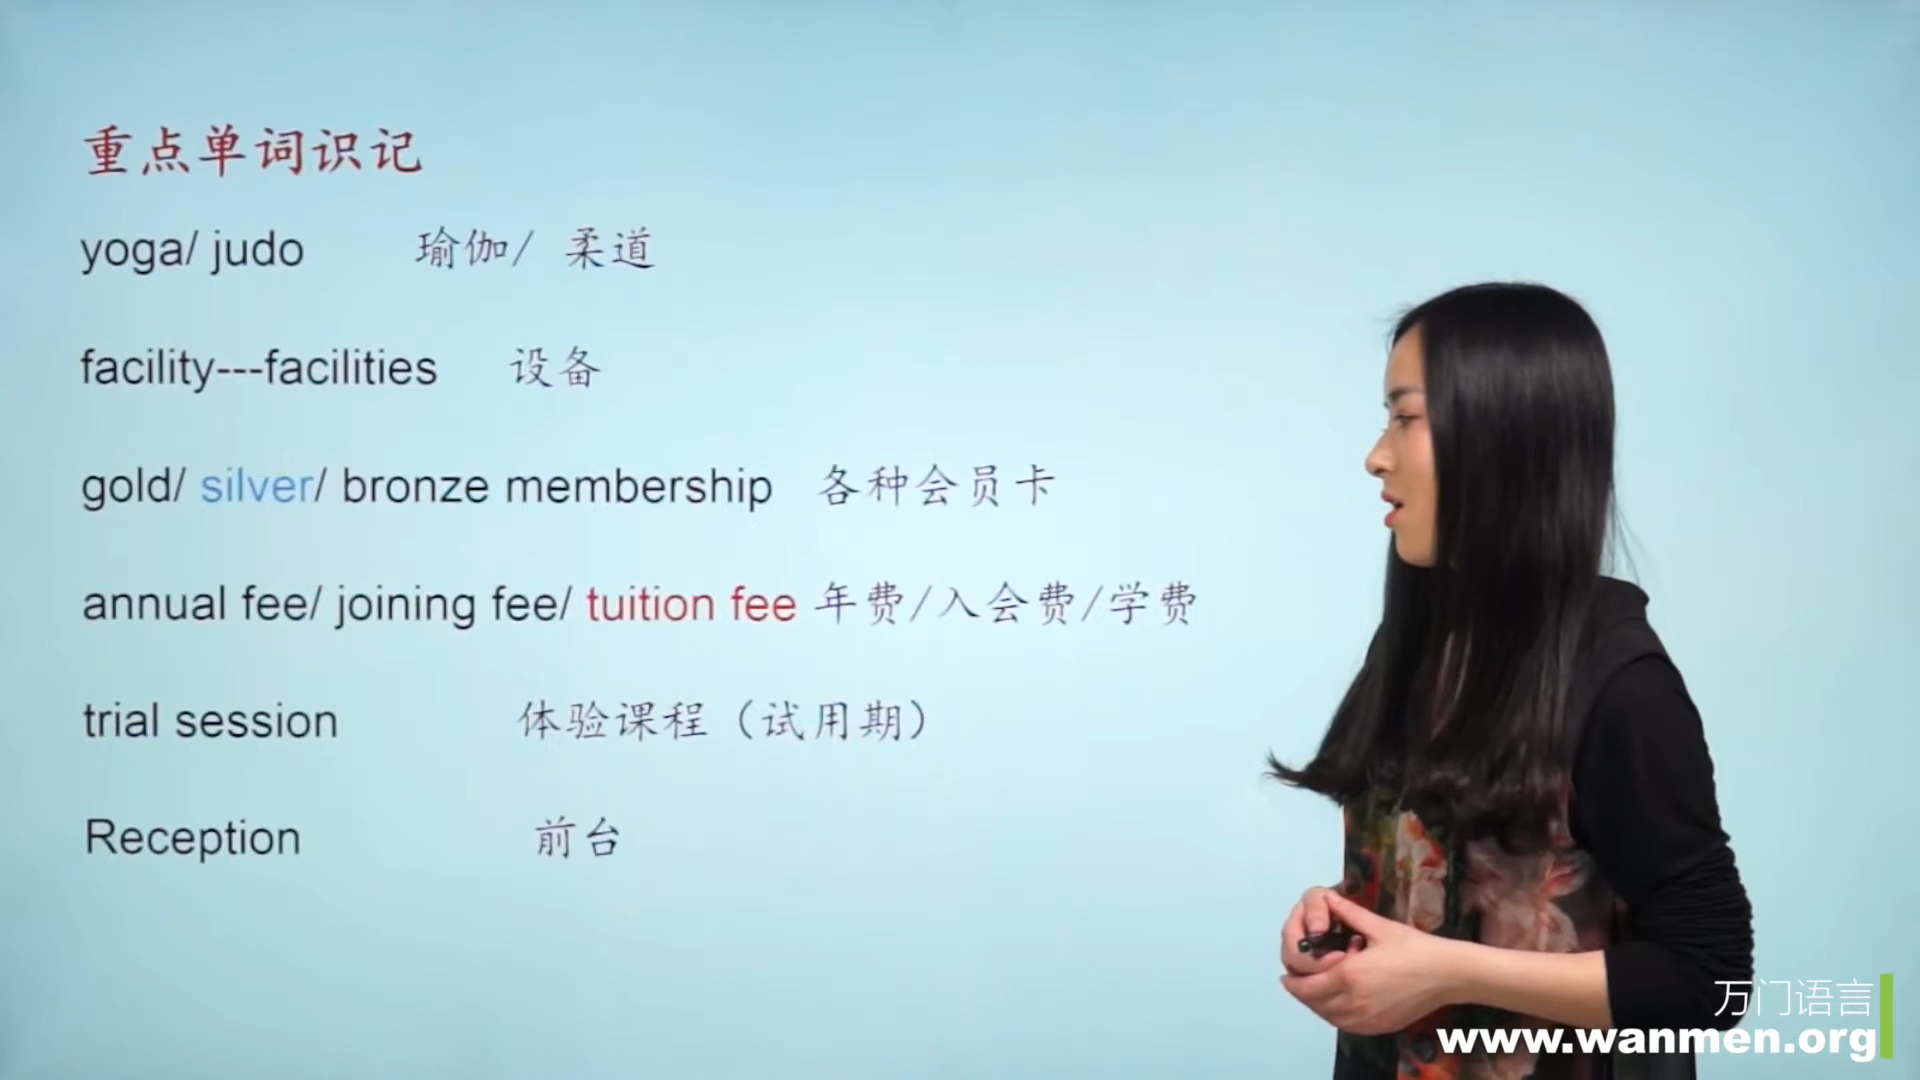 重点单词识记
yoga/ judo 瑜伽/ 柔道
facility---facilities 设备
gold/ silver/ bronze membership 各种会员卡
annual fee/ joining fee/ tuition fee 年费/入会费/学费
trial session 体验课程（试用期）
Reception 前台
万门语言
www.wanmen.org